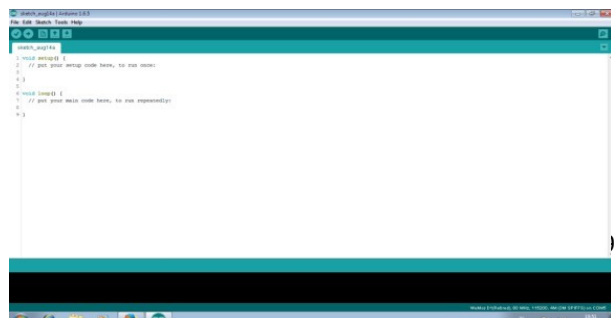 sketch_aug14a | Arduino 1.8.3
File Edit Sketch Tools Help
sketch_aug14a
1 void setup() {
2 // put your setup code here, to run once:
3
4 }
5
6 void loop() {
7 // put your main code here, to run repeatedly:
8
9 }